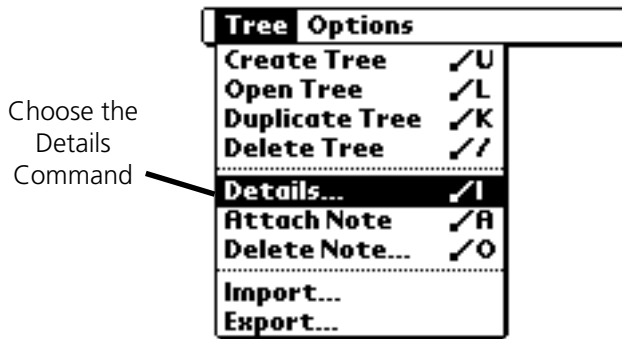 Tree Options
Create Tree ✓U
Open Tree ✓L
Duplicate Tree ✓K
Delete Tree ✓/
Choose the
Details
Command
Details... ✓I
Attach Note ✓A
Delete Note... ✓O
Import...
Export...